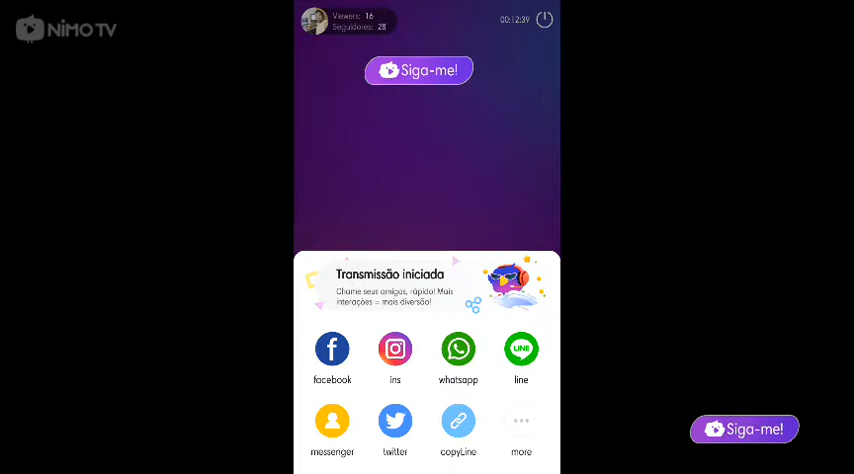 NiMO TV
Viewers: 16
Seguidores: 28
00:12:39
Siga-me!
Transmissão iniciada
Chame seus amigos, rápido! Mais
interações = mais diversão!
facebook
ins
whatsapp
LINE
line
messenger
twitter
copyLine
more
Siga-me!